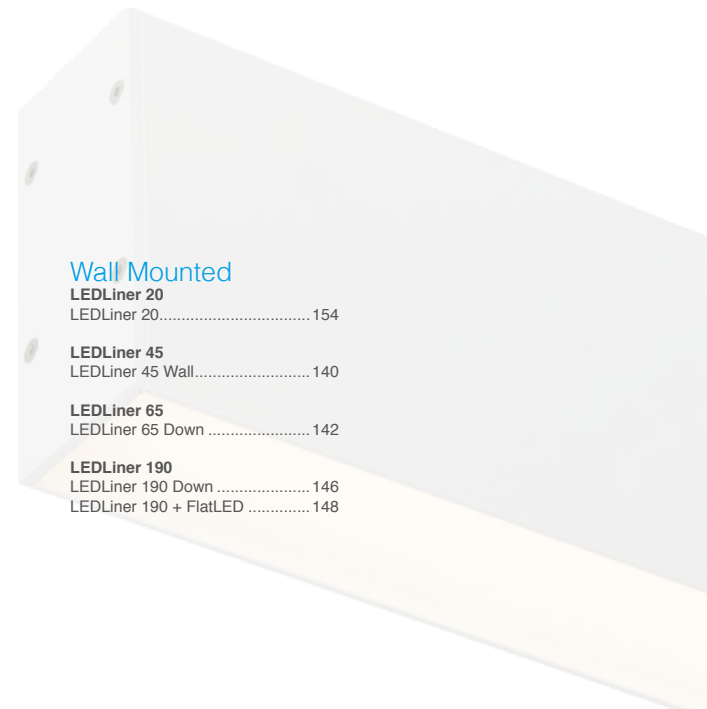 Wall Mounted
LEDLiner 20
LEDLiner 20..................................154
LEDLiner 45
LEDLiner 45 Wall..........................140
LEDLiner 65
LEDLiner 65 Down .......................142
LEDLiner 190
LEDLiner 190 Down .....................146
LEDLiner 190 + FlatLED ..............148